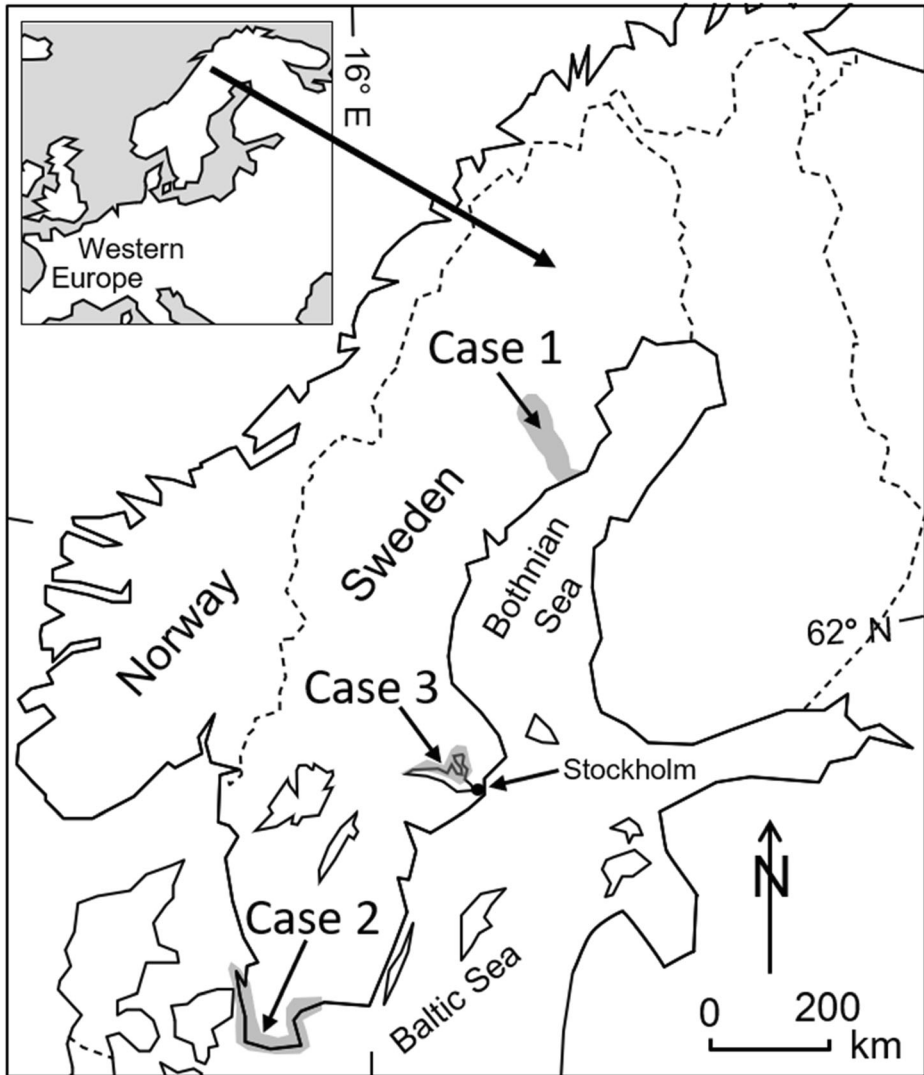 16° E
Western
Europe
Case 1
Sweden
Bothnian
Sea
Norway
62° N
Case 3
Stockholm
N
Case 2
Baltic Sea
0 200
km